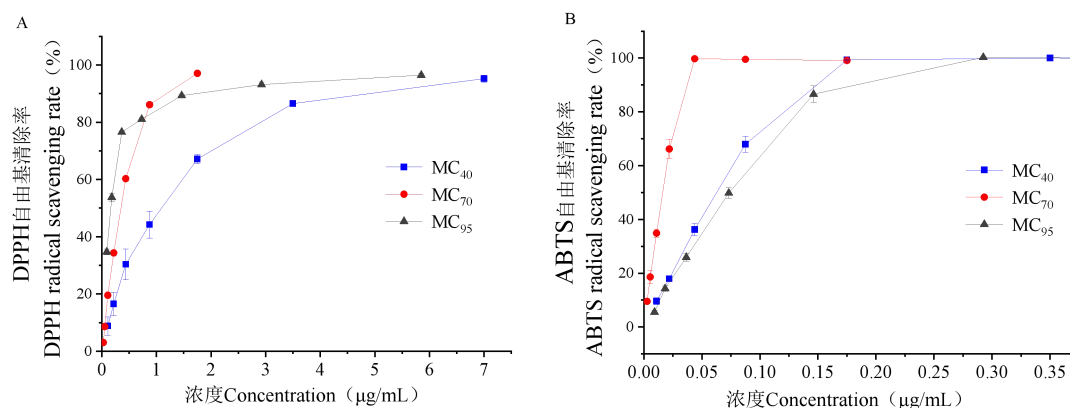 A
DPPH自由基清除率
DPPH radical scavenging rate（%）
100
80
60
40
20
0
0
1
2
3
4
5
6
7
浓度Concentration（μg/mL）
MC₄₀
MC₇₀
MC₉₅
B
ABTS自由基清除率
ABTS radical scavenging rate（%）
100
80
60
40
20
0
0.00
0.05
0.10
0.15
0.20
0.25
0.30
0.35
浓度Concentration（μg/mL）
MC₄₀
MC₇₀
MC₉₅